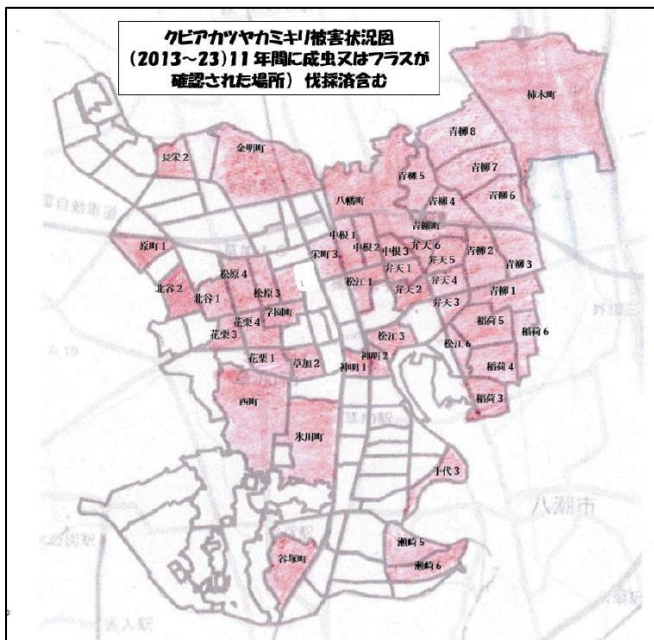 クビアカツヤカミキリ被害状況図
(2013~23)11年間に成虫又はフラスが
確認された場所) 伐採済含む
柿木町
青柳8
金明町
長栄2
青柳7
青柳5
青柳6
八幡町
青柳4
青柳町
中根1
弁天6
原町1
栄町3
中根2
中根3
青柳2
弁天5
青柳3
松原4
弁天1
北谷2
松江1
弁天4
北谷1
松原3
弁天2
青柳1
弁天3
学園町
花栗4
稲荷5
花栗3
松江3
松江6
稲荷6
花栗1
神明2
草加2
神明1
稲荷4
西町
稲荷3
氷川町
手代3
八潮市
瀬崎5
谷塚町
瀬崎6